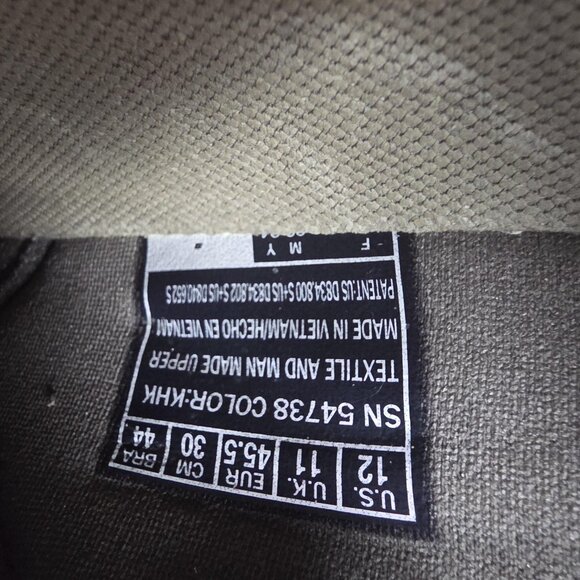 U.S. U.K. EUR CM BRA
12 11 45.5 30 44
SN 54738 COLOR:KHK
TEXTILE AND MAN MADE UPPER
MADE IN VIETNAM/HECHO EN VIETNAM
PATENT:US D834,800 S+US D834,802 S+US D840,652 S
F M Y